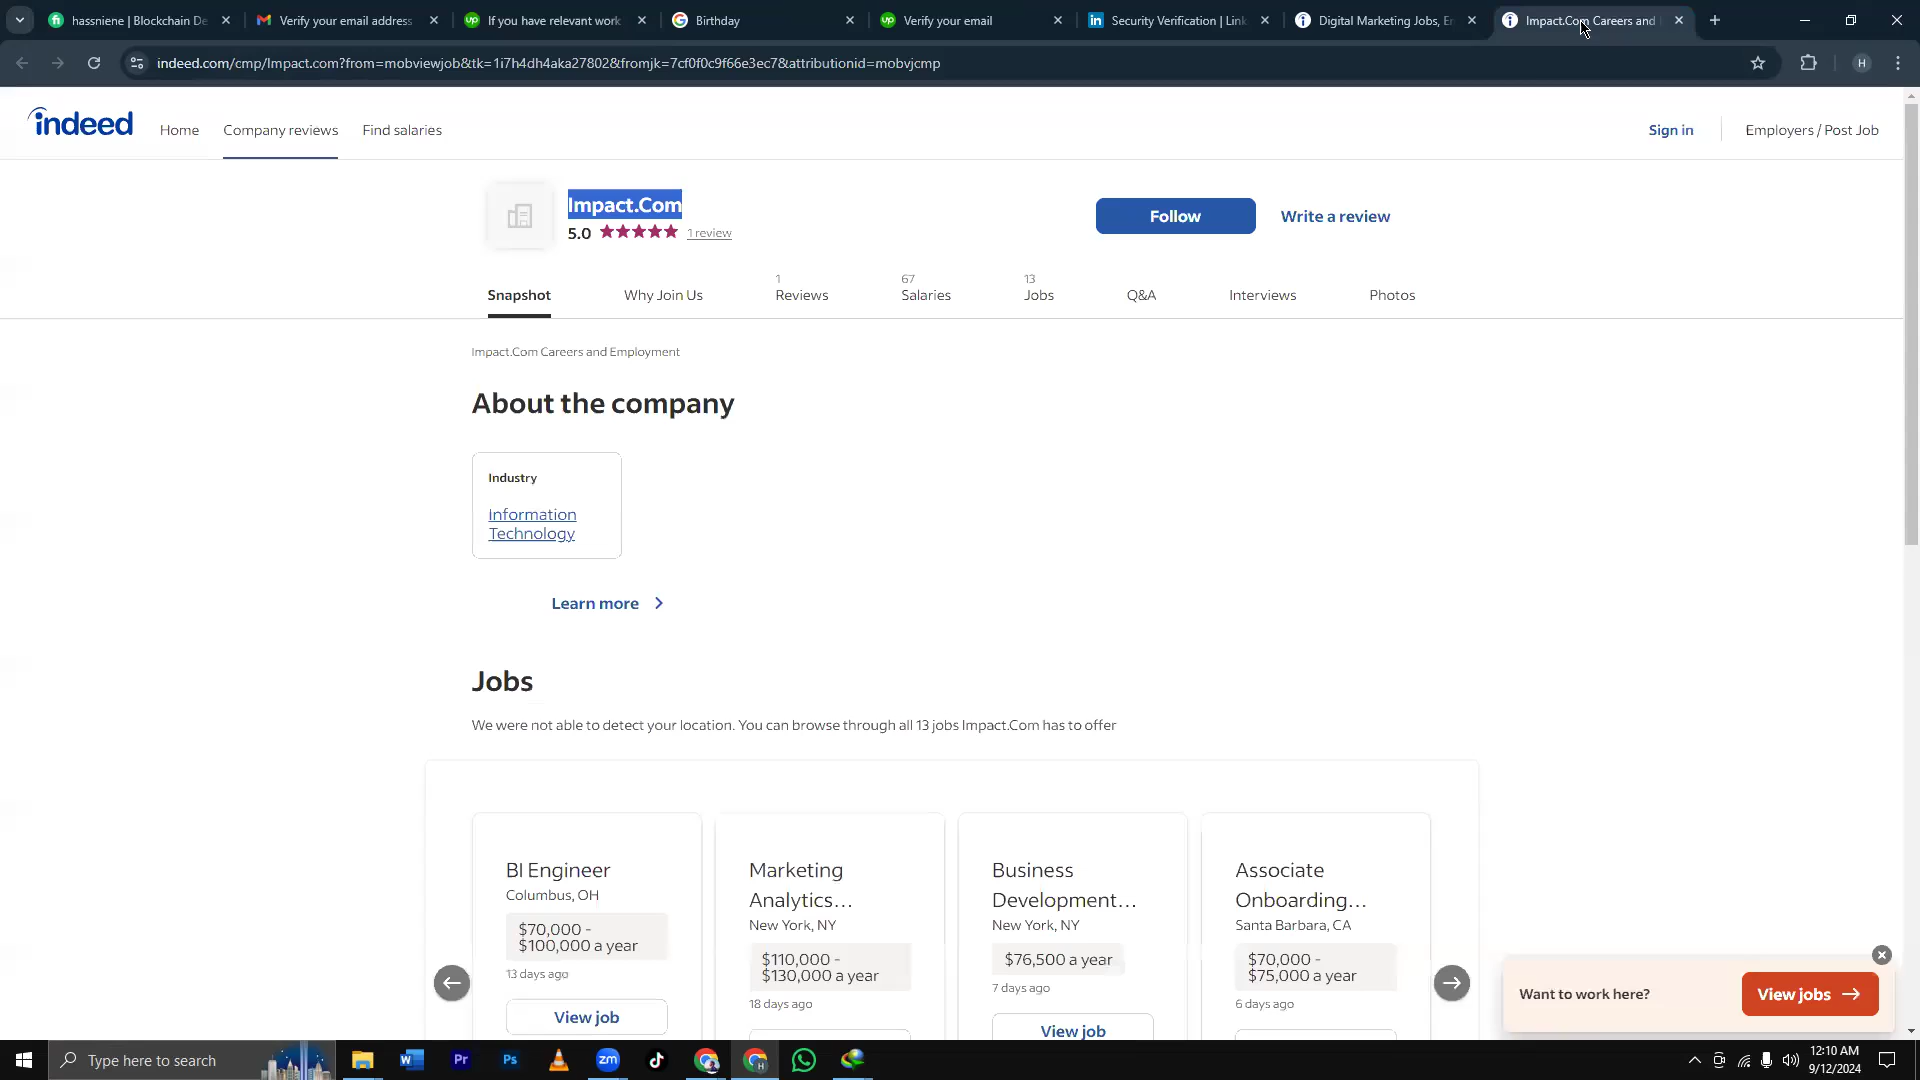 hassniene | Blockchain De
Verify your email address
If you have relevant work
Birthday
Verify your email
Security Verification | Link
Digital Marketing Jobs, En
Impact.Com Careers and
indeed.com/cmp/Impact.com?from=mobviewjob&tk=1i7h4dh4aka27802&fromjk=7cf0f0c9f66e3ec7&attributionid=mobvjcmp
H
indeed
Home
Company reviews
Find salaries
Sign in
Employers / Post Job
Impact.Com
5.0
1 review
Follow
Write a review
Snapshot
Why Join Us
1
Reviews
67
Salaries
13
Jobs
Q&A
Interviews
Photos
Impact.Com Careers and Employment
About the company
Industry
Information
Technology
Learn more
Jobs
We were not able to detect your location. You can browse through all 13 jobs Impact.Com has to offer
BI Engineer
Columbus, OH
$70,000 -
$100,000 a year
13 days ago
View job
Marketing
Analytics...
New York, NY
$110,000 -
$130,000 a year
18 days ago
Business
Development...
New York, NY
$76,500 a year
7 days ago
View job
Associate
Onboarding...
Santa Barbara, CA
$70,000 -
$75,000 a year
6 days ago
Want to work here?
View jobs
Type here to search
Pr
Ps
zm
12:10 AM
9/12/2024